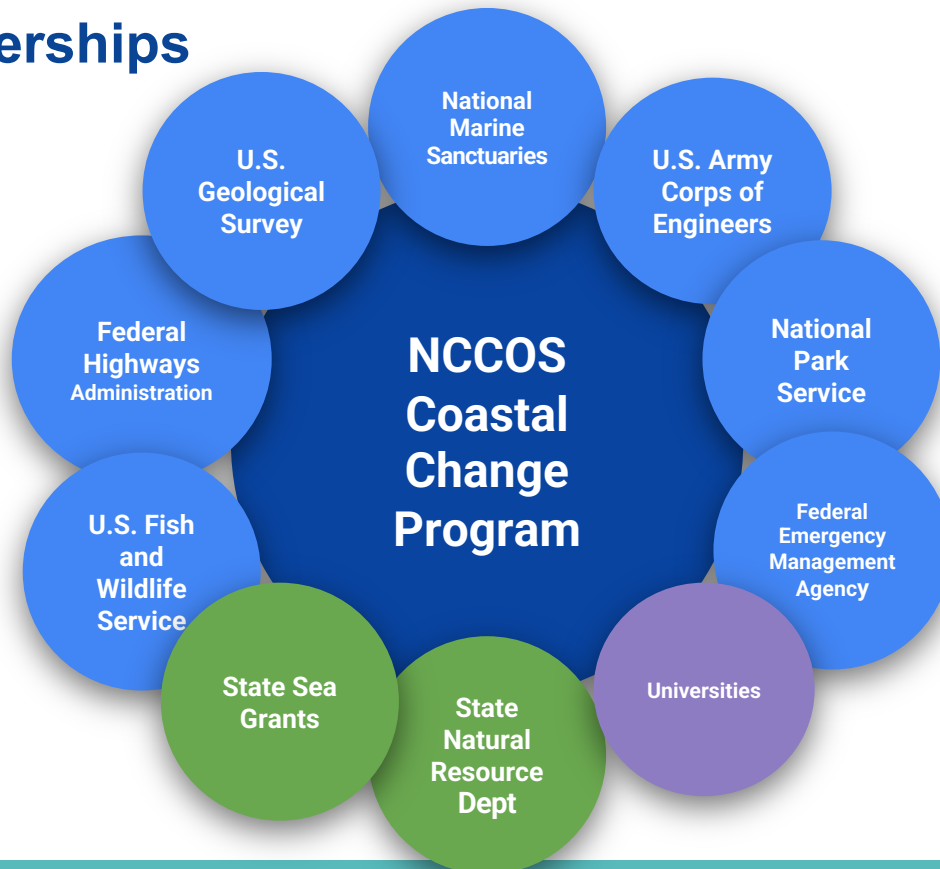 erships
National
Marine
Sanctuaries
U.S.
Geological
Survey
U.S. Army
Corps of
Engineers
Federal
Highways
Administration
NCCOS
Coastal
Change
Program
National
Park
Service
U.S. Fish
and
Wildlife
Service
Federal
Emergency
Management
Agency
State Sea
Grants
State
Natural
Resource
Dept
Universities